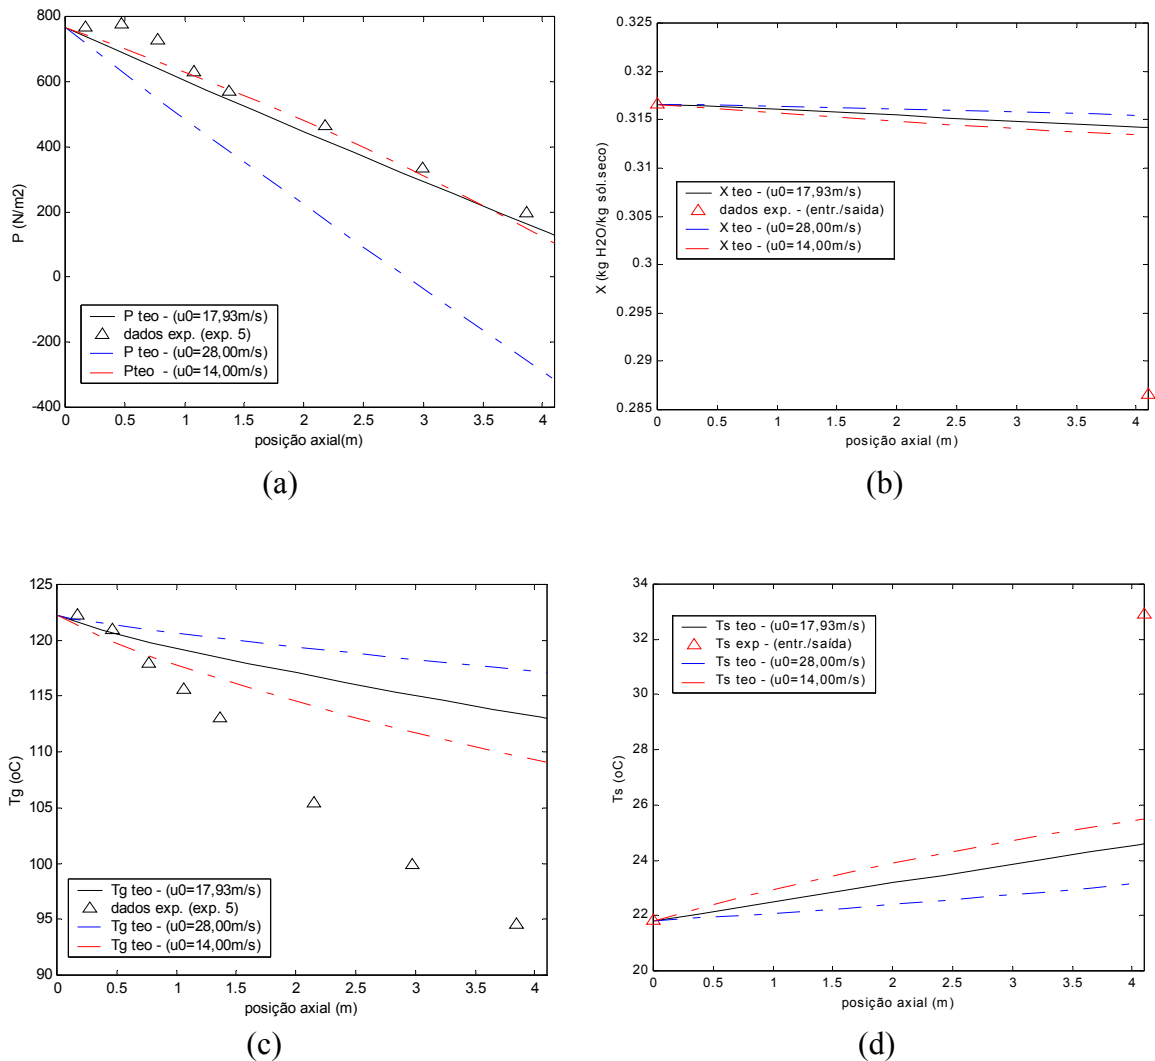 800
600
400
200
0
-200
-400
P (N/m2)
P teo - (u0=17,93m/s)
dados exp. (exp. 5)
P teo - (u0=28,00m/s)
Pteo - (u0=14,00m/s)
0 0.5 1 1.5 2 2.5 3 3.5 4
posição axial(m)
(a)
0.325
0.32
0.315
0.31
0.305
0.3
0.295
0.29
0.285
X (kg H2O/kg sól.seco)
X teo - (u0=17,93m/s)
dados exp. - (entr./saida)
X teo - (u0=28,00m/s)
X teo - (u0=14,00m/s)
0 0.5 1 1.5 2 2.5 3 3.5 4
posição axial (m)
(b)
125
120
115
110
105
100
95
90
Tg (oC)
Tg teo - (u0=17,93m/s)
dados exp. (exp. 5)
Tg teo - (u0=28,00m/s)
Tg teo - (u0=14,00m/s)
0 0.5 1 1.5 2 2.5 3 3.5 4
posição axial (m)
(c)
34
32
30
28
26
24
22
20
Ts (oC)
Ts teo - (u0=17,93m/s)
Ts exp - (entr./saída)
Ts teo - (u0=28,00m/s)
Ts teo - (u0=14,00m/s)
0 0.5 1 1.5 2 2.5 3 3.5 4
posição axial (m)
(d)